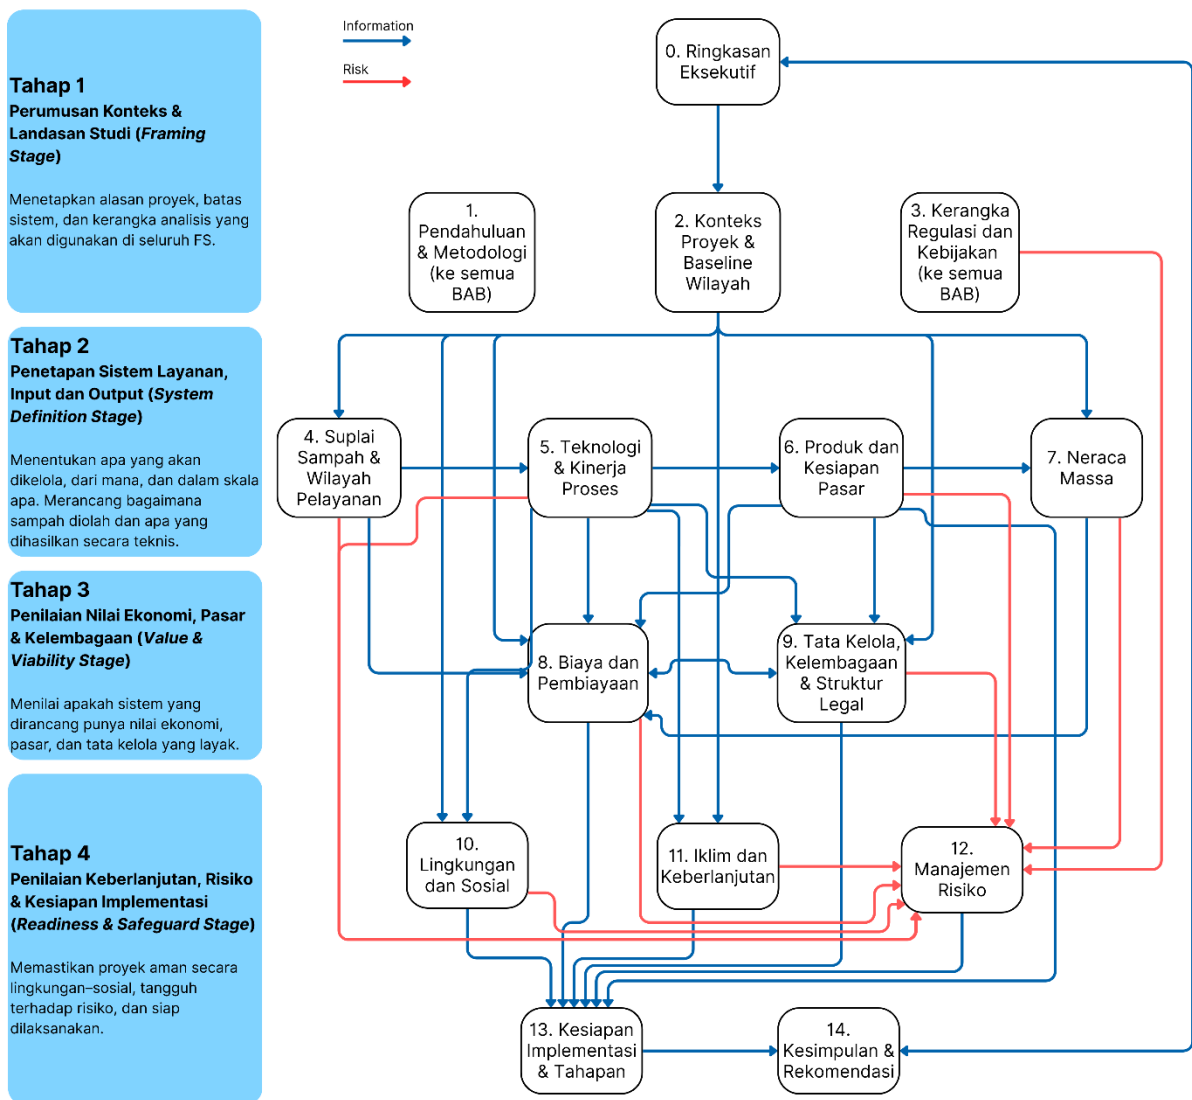 Tahap 1
Perumusan Konteks &
Landasan Studi (Framing
Stage)
Menetapkan alasan proyek, batas
sistem, dan kerangka analisis yang
akan digunakan di seluruh FS.
Tahap 2
Penetapan Sistem Layanan,
Input dan Output (System
Definition Stage)
Menentukan apa yang akan
dikelola, dari mana, dan dalam skala
apa. Merancang bagaimana
sampah diolah dan apa yang
dihasilkan secara teknis.
Tahap 3
Penilaian Nilai Ekonomi, Pasar
& Kelembagaan (Value &
Viability Stage)
Menilai apakah sistem yang
dirancang punya nilai ekonomi,
pasar, dan tata kelola yang layak.
Tahap 4
Penilaian Keberlanjutan, Risiko
& Kesiapan Implementasi
(Readiness & Safeguard Stage)
Memastikan proyek aman secara
lingkungan–sosial, tangguh
terhadap risiko, dan siap
dilaksanakan.
Information
Risk
0. Ringkasan
Eksekutif
1.
Pendahuluan
& Metodologi
(ke semua
BAB)
2. Konteks
Proyek &
Baseline
Wilayah
3. Kerangka
Regulasi dan
Kebijakan
(ke semua
BAB)
4. Suplai
Sampah &
Wilayah
Pelayanan
5. Teknologi
& Kinerja
Proses
6. Produk dan
Kesiapan
Pasar
7. Neraca
Massa
8. Biaya dan
Pembiayaan
9. Tata Kelola,
Kelembagaan
& Struktur
Legal
10.
Lingkungan
dan Sosial
11. Iklim dan
Keberlanjutan
12.
Manajemen
Risiko
13. Kesiapan
Implementasi
& Tahapan
14.
Kesimpulan &
Rekomendasi